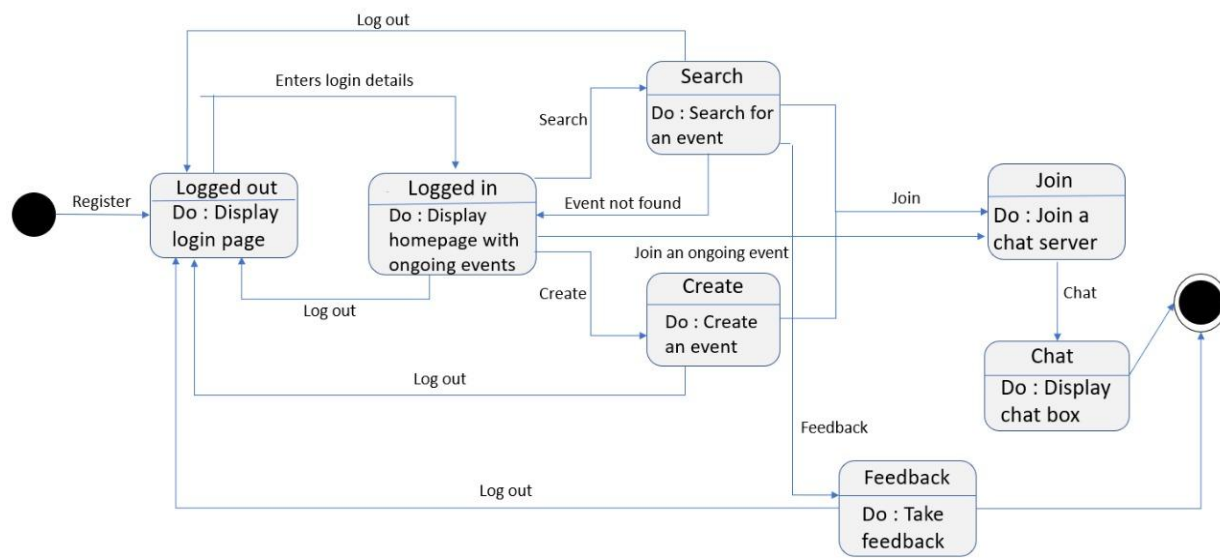 Log out
Enters login details
Search
Do : Search for
an event
Search
Logged out
Do : Display
login page
Register
Logged in
Do : Display
homepage with
ongoing events
Event not found
Join
Join
Do : Join a
chat server
Join an ongoing event
Create
Create
Do : Create
an event
Log out
Chat
Chat
Do : Display
chat box
Log out
Feedback
Feedback
Do : Take
feedback
Log out